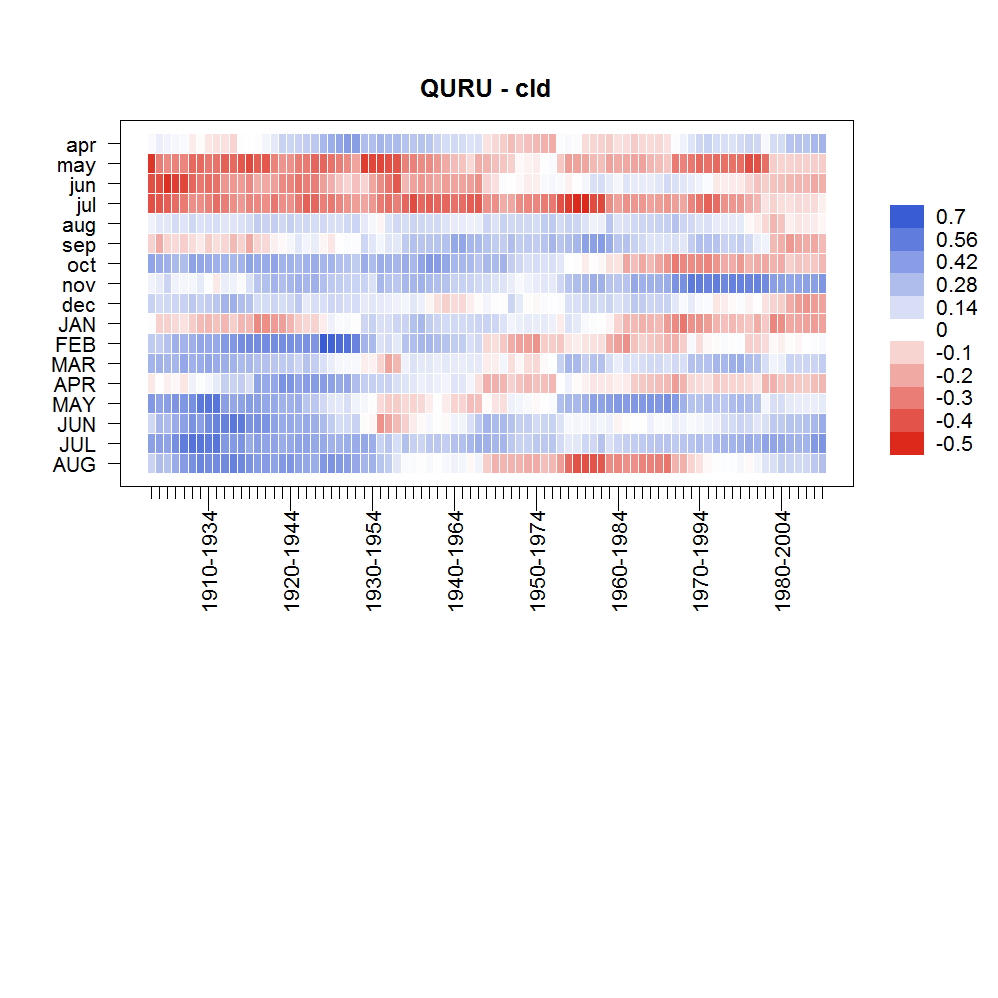 QURU - cld
apr
may
jun
jul
aug
sep
oct
nov
dec
JAN
FEB
MAR
APR
MAY
JUN
JUL
AUG
0.7
0.56
0.42
0.28
0.14
0
-0.1
-0.2
-0.3
-0.4
-0.5
1910-1934
1920-1944
1930-1954
1940-1964
1950-1974
1960-1984
1970-1994
1980-2004